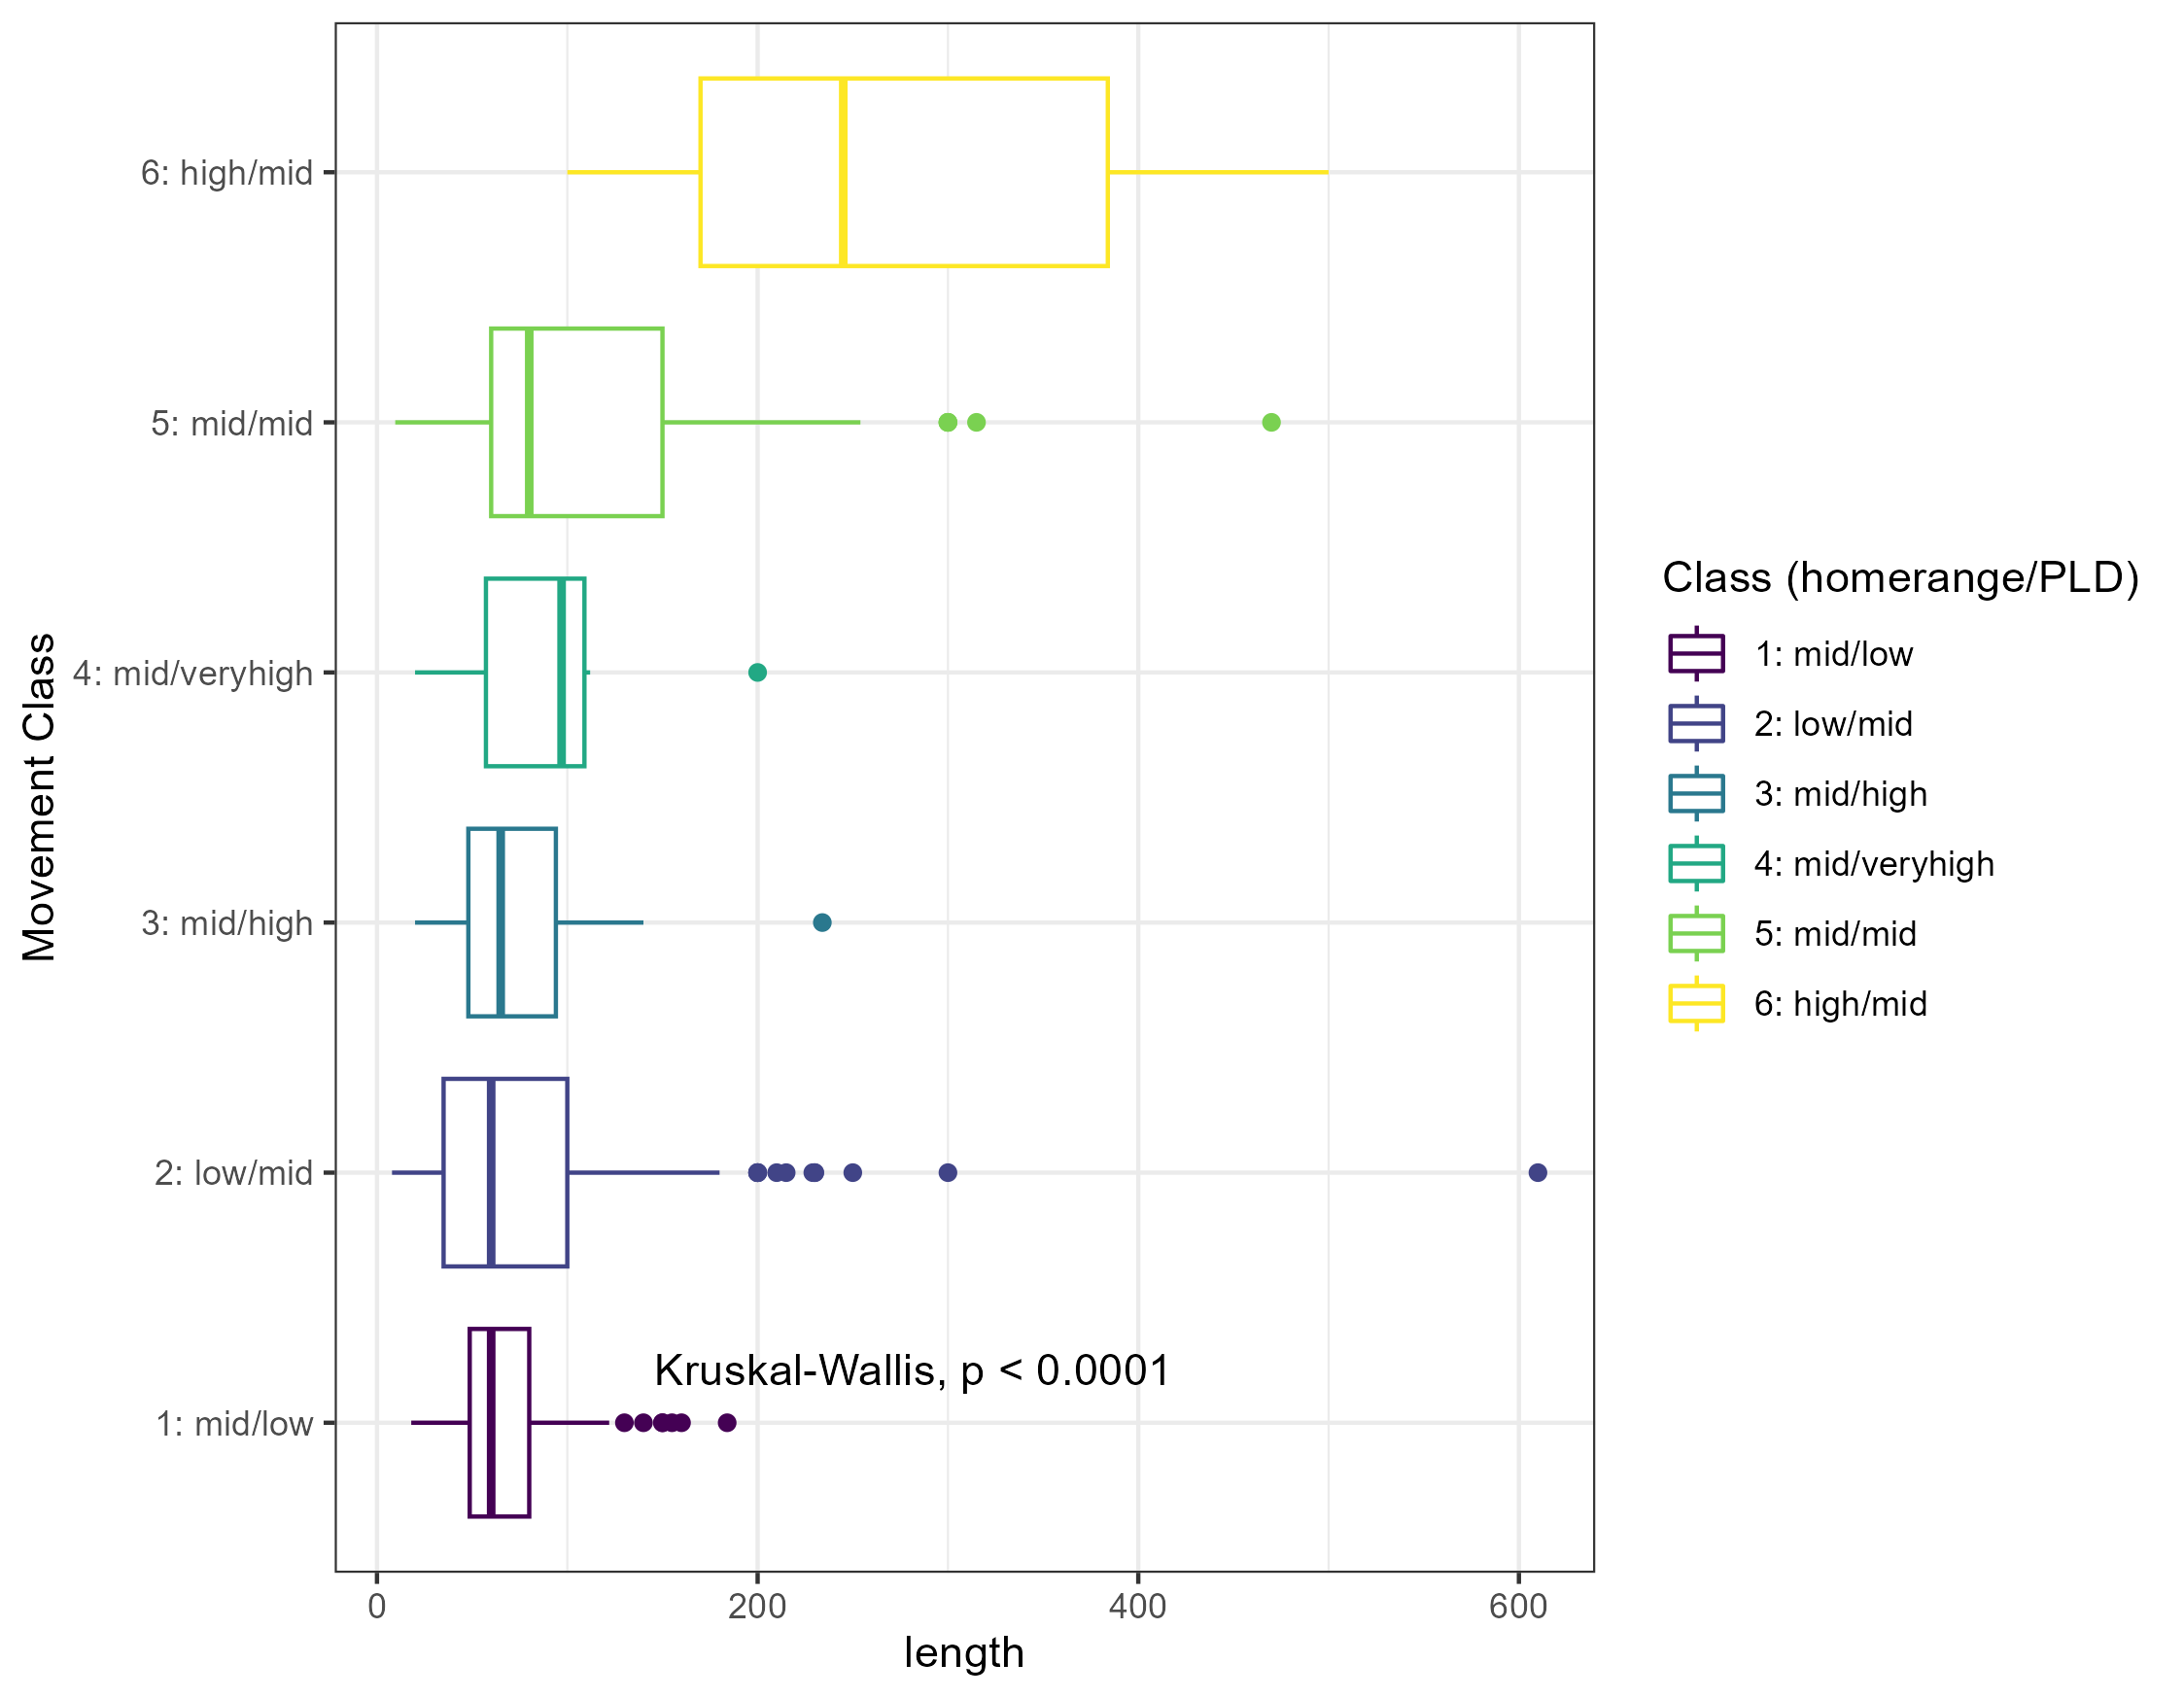 6: high/mid
5: mid/mid
4: mid/veryhigh
3: mid/high
2: low/mid
1: mid/low
Movement Class
Kruskal-Wallis, p < 0.0001
0 200 400 600
length
Class (homerange/PLD)
1: mid/low
2: low/mid
3: mid/high
4: mid/veryhigh
5: mid/mid
6: high/mid